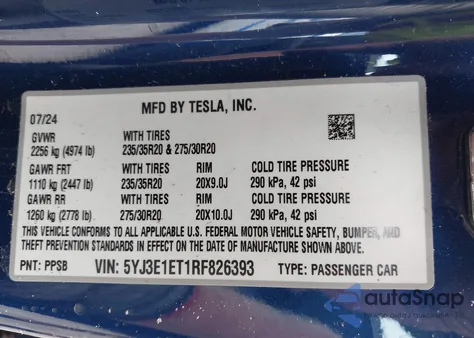 MFD BY TESLA, INC.
07/24
GVWR WITH TIRES
2256 kg (4974 lb) 235/35R20 & 275/30R20
GAWR FRT WITH TIRES RIM COLD TIRE PRESSURE
1110 kg (2447 lb) 235/35R20 20X9.0J 290 kPa, 42 psi
GAWR RR WITH TIRES RIM COLD TIRE PRESSURE
1260 kg (2778 lb) 275/30R20 20X10.0J 290 kPa, 42 psi
THIS VEHICLE CONFORMS TO ALL APPLICABLE U.S. FEDERAL MOTOR VEHICLE SAFETY, BUMPER, AND
THEFT PREVENTION STANDARDS IN EFFECT ON THE DATE OF MANUFACTURE SHOWN ABOVE.
PNT: PPSB VIN: 5YJ3E1ET1RF826393 TYPE: PASSENGER CAR
autoSnap